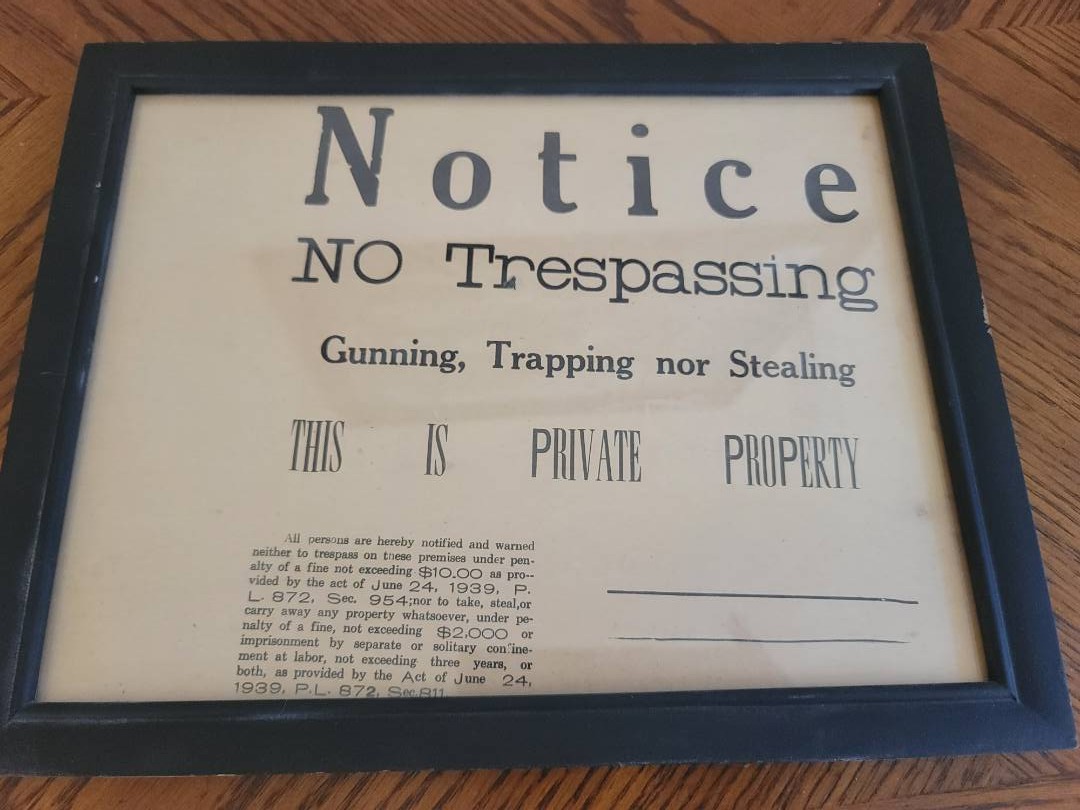 Notice
NO Trespassing
Gunning, Trapping nor Stealing
THIS IS PRIVATE PROPERTY
All persons are hereby notified and warned
neither to trespass on these premises under pen-
alty of a fine not exceeding $10.00 as pro--
vided by the act of June 24, 1939, P.
L. 872, Sec. 954;nor to take, steal,or
carry away any property whatsoever, under pe-
nalty of a fine, not exceeding $2,000 or
imprisonment by separate or solitary confine-
ment at labor, not exceeding three years, or
both, as provided by the Act of June 24,
1939, P.L. 872, Sec.811.